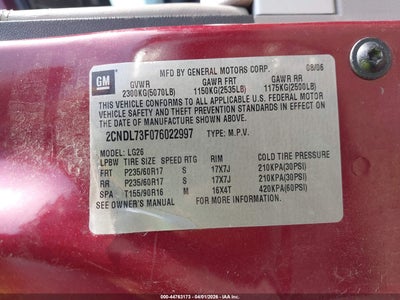 GM
MFD BY GENERAL MOTORS CORP. 08/06
GVWR GAWR FRT GAWR RR
2300KG(5070LB) 1150KG(2535LB) 1175KG(2500LB)
THIS VEHICLE CONFORMS TO ALL APPLICABLE U.S. FEDERAL MOTOR
VEHICLE SAFETY AND THEFT PREVENTION STANDARDS IN EFFECT ON
THE DATE OF MANUFACTURE SHOWN ABOVE.
2CNDL73F076022997 TYPE: M.P.V.
MODEL: LG26
LPBW TIRE SIZE SPEED RTG RIM COLD TIRE PRESSURE
FRT P235/60R17 S 17X7J 210KPA(30PSI)
RR P235/60R17 S 17X7J 210KPA(30PSI)
SPA T155/90R16 M 16X4T 420KPA(60PSI)
SEE OWNER'S MANUAL FOR MORE INFORMATION.
© IAA 000-44763173 - 04/01/2026 - US